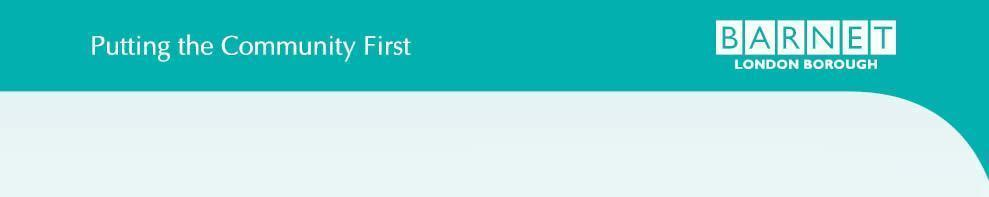 Putting the Community First
BARNET
LONDON BOROUGH